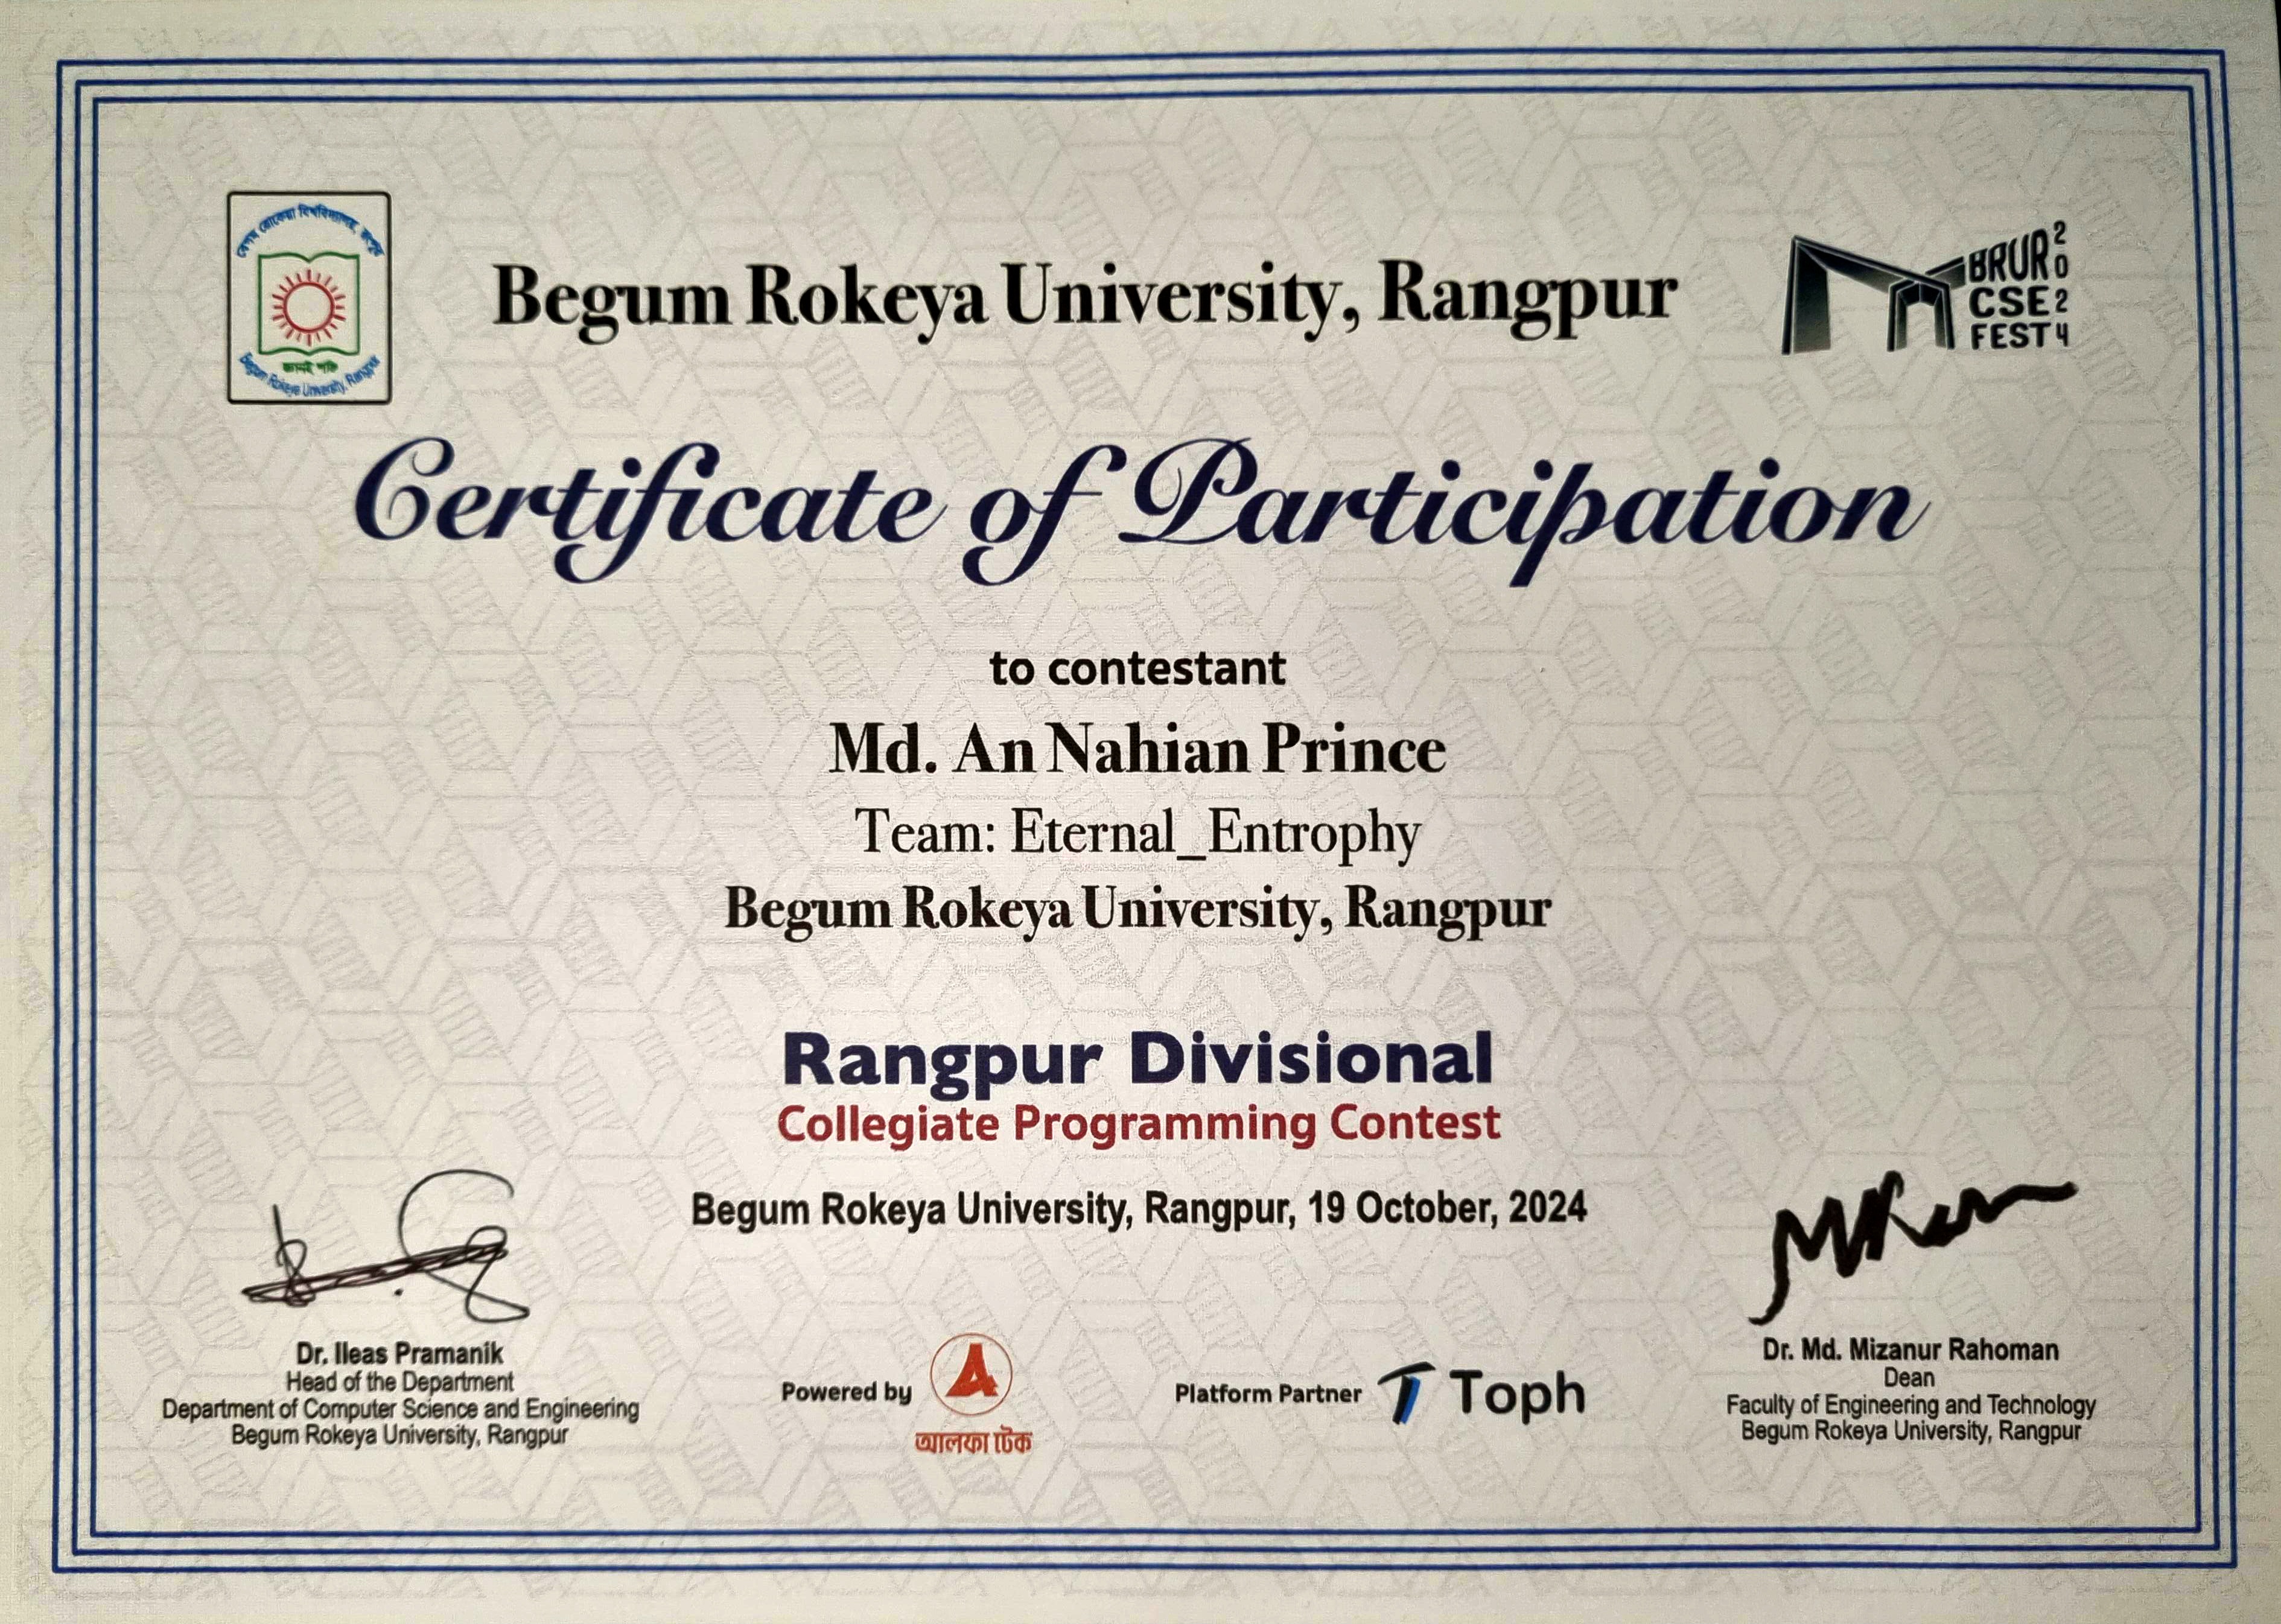 বেগম রোকেয়া বিশ্ববিদ্যালয়, রংপুর
জ্ঞানই শক্তি
Begum Rokeya University, Rangpur
Begum Rokeya University, Rangpur
BRUR 2024
CSE
FEST
Certificate of Participation
to contestant
Md. An Nahian Prince
Team: Eternal_Entrophy
Begum Rokeya University, Rangpur
Rangpur Divisional
Collegiate Programming Contest
Begum Rokeya University, Rangpur, 19 October, 2024
Dr. Ileas Pramanik
Head of the Department
Department of Computer Science and Engineering
Begum Rokeya University, Rangpur
Powered by
আলফা টেক
Platform Partner Toph
Dr. Md. Mizanur Rahoman
Dean
Faculty of Engineering and Technology
Begum Rokeya University, Rangpur